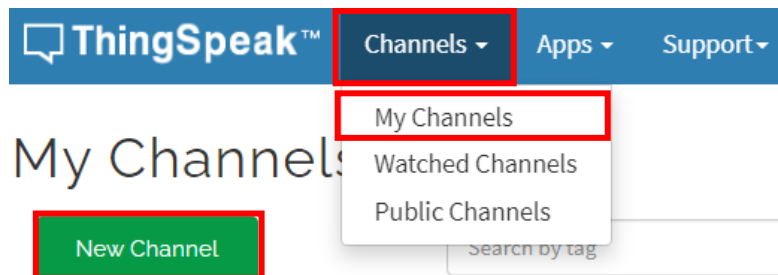 ThingSpeak™ Channels Apps Support
My Channels
My Channels
Watched Channels
Public Channels
New Channel
Search by tag